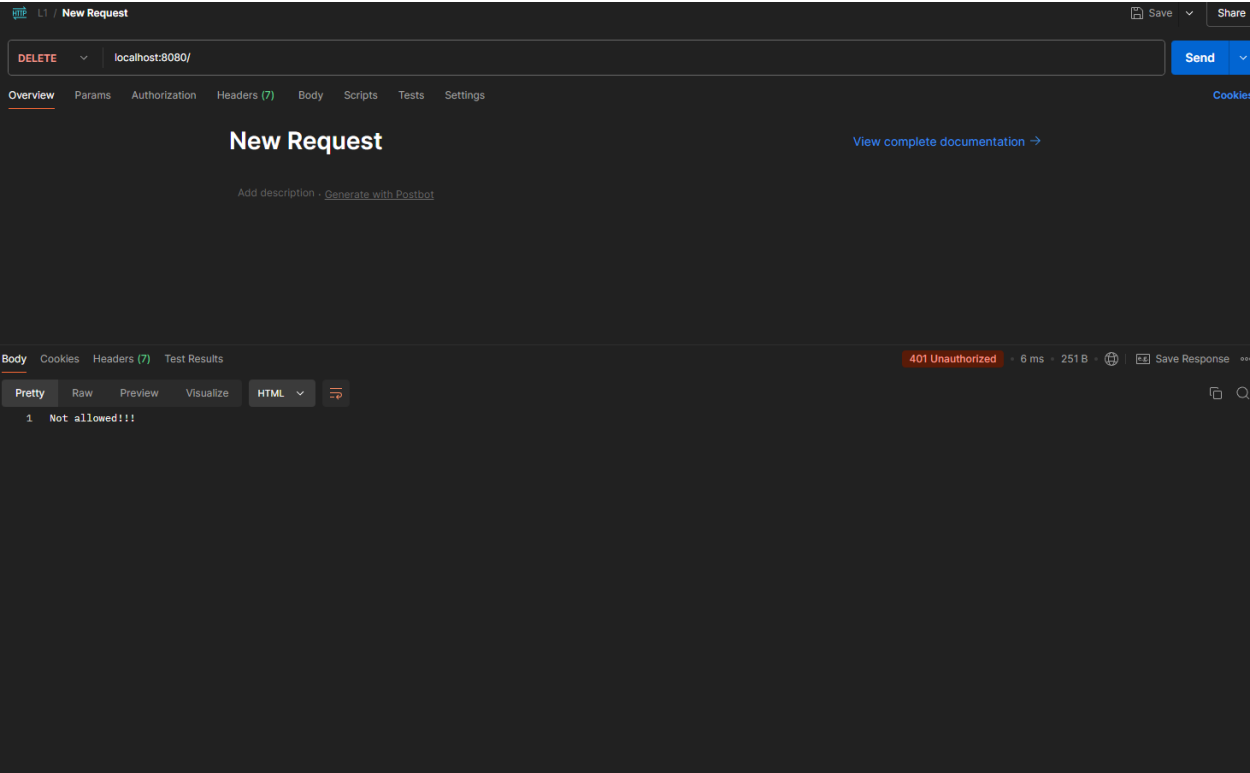 HTTP L1 / New Request Save Share
DELETE localhost:8080/ Send
Overview Params Authorization Headers (7) Body Scripts Tests Settings Cookies
New Request View complete documentation →
Add description · Generate with Postbot
Body Cookies Headers (7) Test Results 401 Unauthorized · 6 ms · 251 B · e.g. Save Response
Pretty Raw Preview Visualize HTML
1 Not allowed!!!